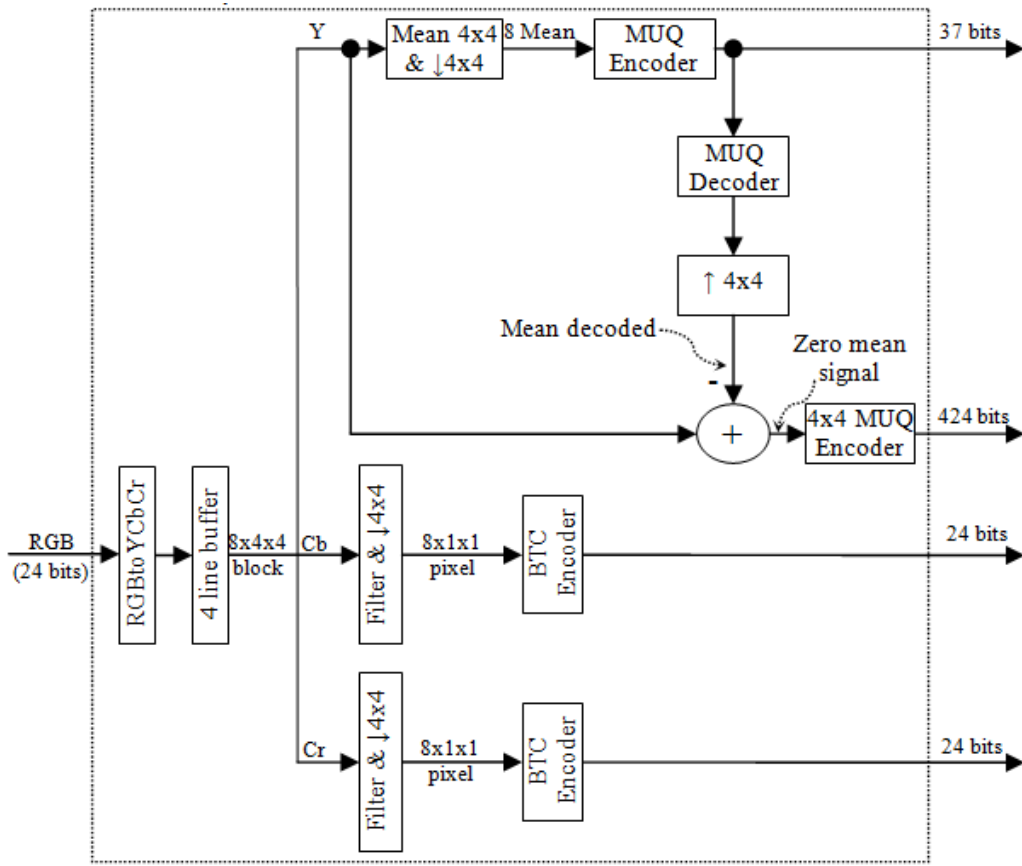 Y
Mean 4x4
& ↓4x4
8 Mean
MUQ
Encoder
37 bits
MUQ
Decoder
↑ 4x4
Mean decoded
Zero mean
signal
-
+
4x4 MUQ
Encoder
424 bits
RGB
(24 bits)
RGBtoYCbCr
4 line buffer
8x4x4
block
Cb
Filter & ↓4x4
8x1x1
pixel
BTC
Encoder
24 bits
Cr
Filter & ↓4x4
8x1x1
pixel
BTC
Encoder
24 bits